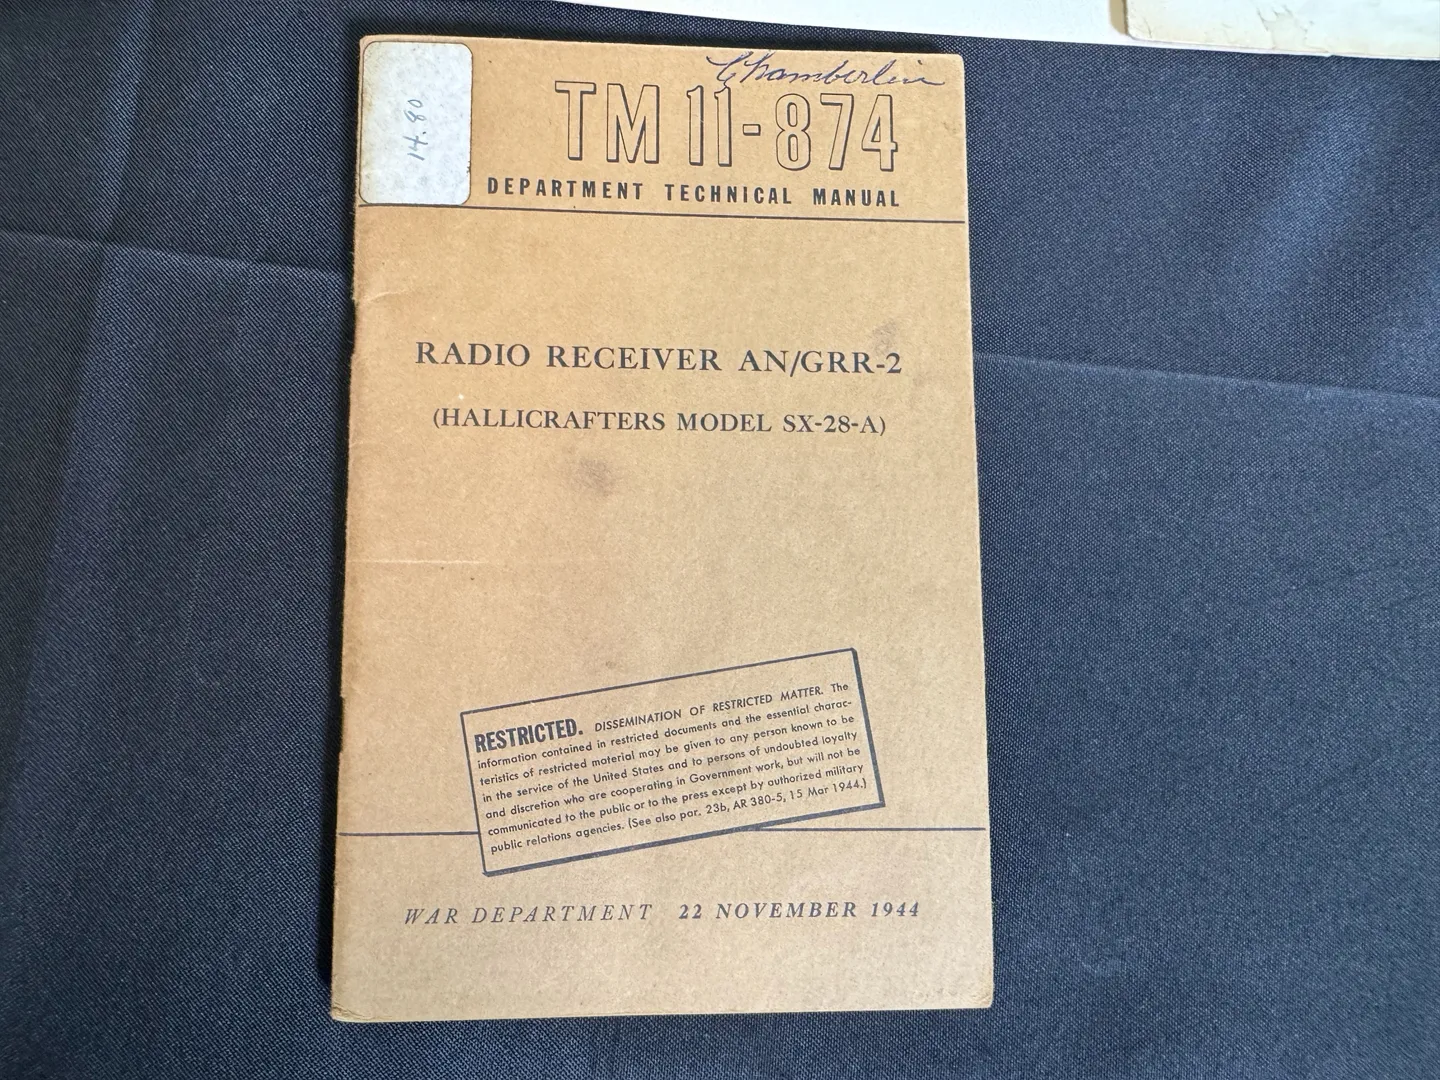 Chamberlin
14.80
TM 11-874
DEPARTMENT TECHNICAL MANUAL
RADIO RECEIVER AN/GRR-2
(HALLICRAFTERS MODEL SX-28-A)
RESTRICTED. DISSEMINATION OF RESTRICTED MATTER. The
information contained in restricted documents and the essential charac-
teristics of restricted material may be given to any person known to be
in the service of the United States and to persons of undoubted loyalty
and discretion who are cooperating in Government work, but will not be
communicated to the public or to the press except by authorized military
public relations agencies. (See also par. 23b, AR 380-5, 15 Mar 1944.)
WAR DEPARTMENT 22 NOVEMBER 1944